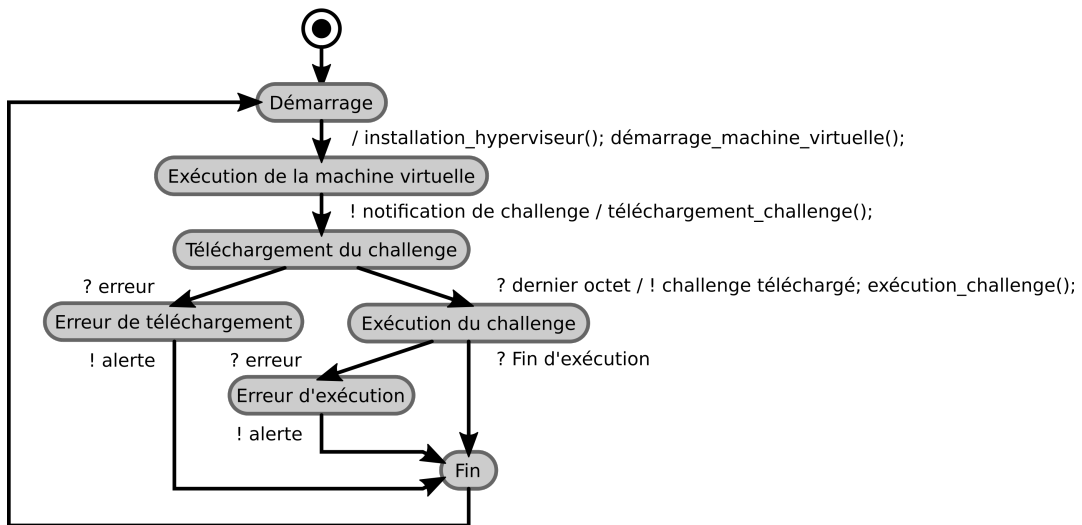 Démarrage
/ installation_hyperviseur(); démarrage_machine_virtuelle();
Exécution de la machine virtuelle
! notification de challenge / téléchargement_challenge();
Téléchargement du challenge
? erreur
? dernier octet / ! challenge téléchargé; exécution_challenge();
Erreur de téléchargement
Exécution du challenge
! alerte
? erreur
? Fin d'exécution
Erreur d'exécution
! alerte
Fin